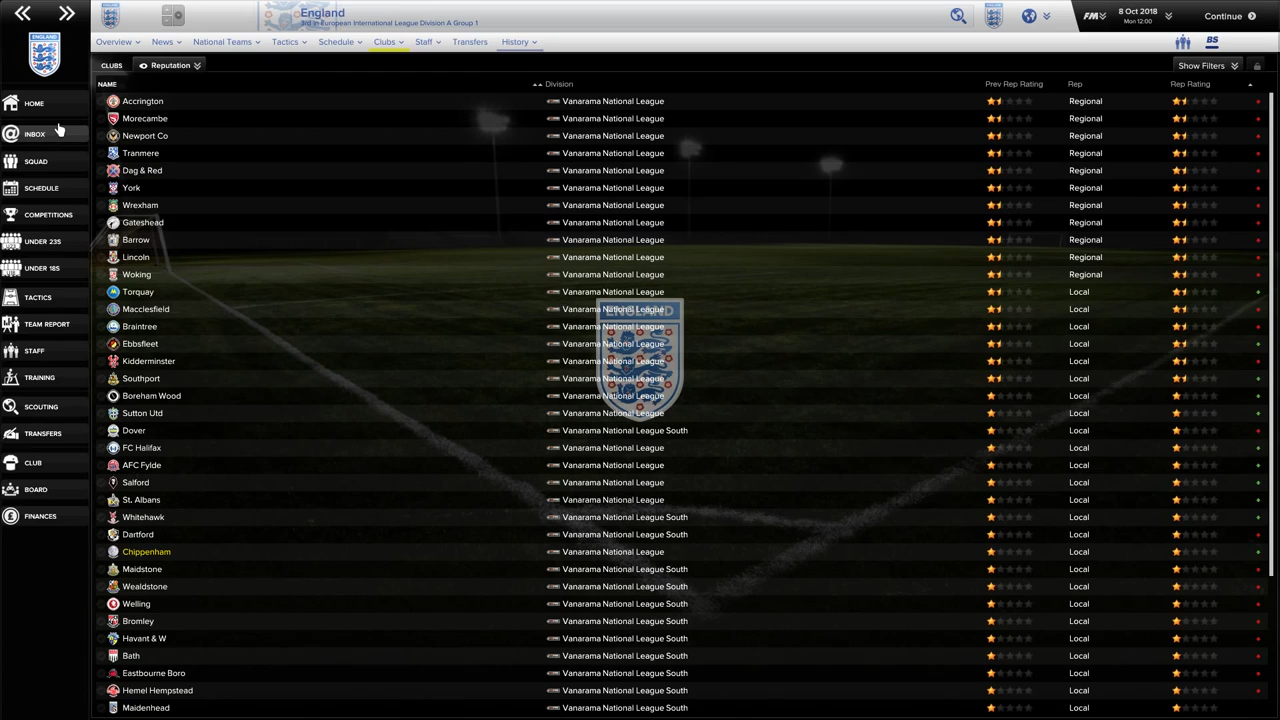 England
3rd in European International League Division A Group 1
FM
8 Oct 2018
Mon 12:00
Continue
Overview News National Teams Tactics Schedule Clubs Staff Transfers History
BS
ENGLAND
HOME
INBOX
SQUAD
SCHEDULE
COMPETITIONS
UNDER 23S
UNDER 18S
TACTICS
TEAM REPORT
STAFF
TRAINING
SCOUTING
TRANSFERS
CLUB
BOARD
FINANCES
CLUBS Reputation Show Filters
NAME Division Prev Rep Rating Rep Rep Rating
Accrington Vanarama National League Regional
Morecambe Vanarama National League Regional
Newport Co Vanarama National League Regional
Tranmere Vanarama National League Regional
Dag & Red Vanarama National League Regional
York Vanarama National League Regional
Wrexham Vanarama National League Regional
Gateshead Vanarama National League Regional
Barrow Vanarama National League Regional
Lincoln Vanarama National League Regional
Woking Vanarama National League Regional
Torquay Vanarama National League Local
Macclesfield Vanarama National League Local
Braintree Vanarama National League Local
Ebbsfleet Vanarama National League Local
Kidderminster Vanarama National League Local
Southport Vanarama National League Local
Boreham Wood Vanarama National League Local
Sutton Utd Vanarama National League Local
Dover Vanarama National League South Local
FC Halifax Vanarama National League Local
AFC Fylde Vanarama National League Local
Salford Vanarama National League Local
St. Albans Vanarama National League Local
Whitehawk Vanarama National League South Local
Dartford Vanarama National League South Local
Chippenham Vanarama National League Local
Maidstone Vanarama National League South Local
Wealdstone Vanarama National League South Local
Welling Vanarama National League South Local
Bromley Vanarama National League South Local
Havant & W Vanarama National League South Local
Bath Vanarama National League South Local
Eastbourne Boro Vanarama National League South Local
Hemel Hempstead Vanarama National League South Local
Maidenhead Vanarama National League South Local
ENGLAND